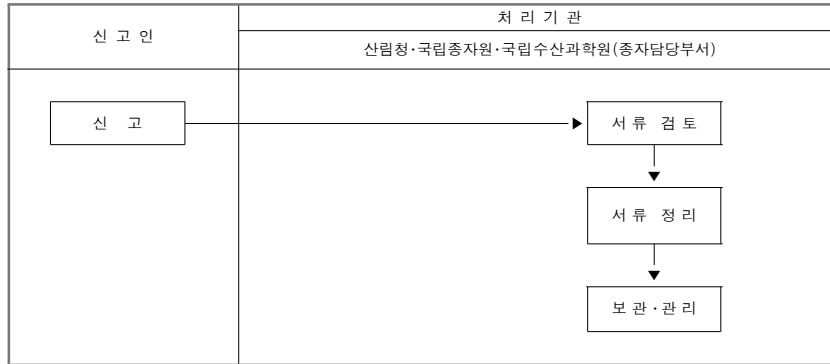 신 고 인
처 리 기 관
산림청·국립종자원·국립수산과학원(종자담당부서)
신 고
서 류 검 토
서 류 정 리
보 관 · 관 리